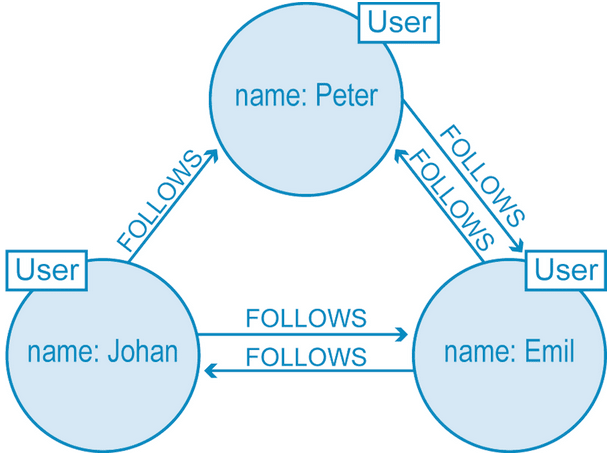 User
name: Peter
FOLLOWS
FOLLOWS
FOLLOWS
User
User
name: Johan
FOLLOWS
FOLLOWS
name: Emil